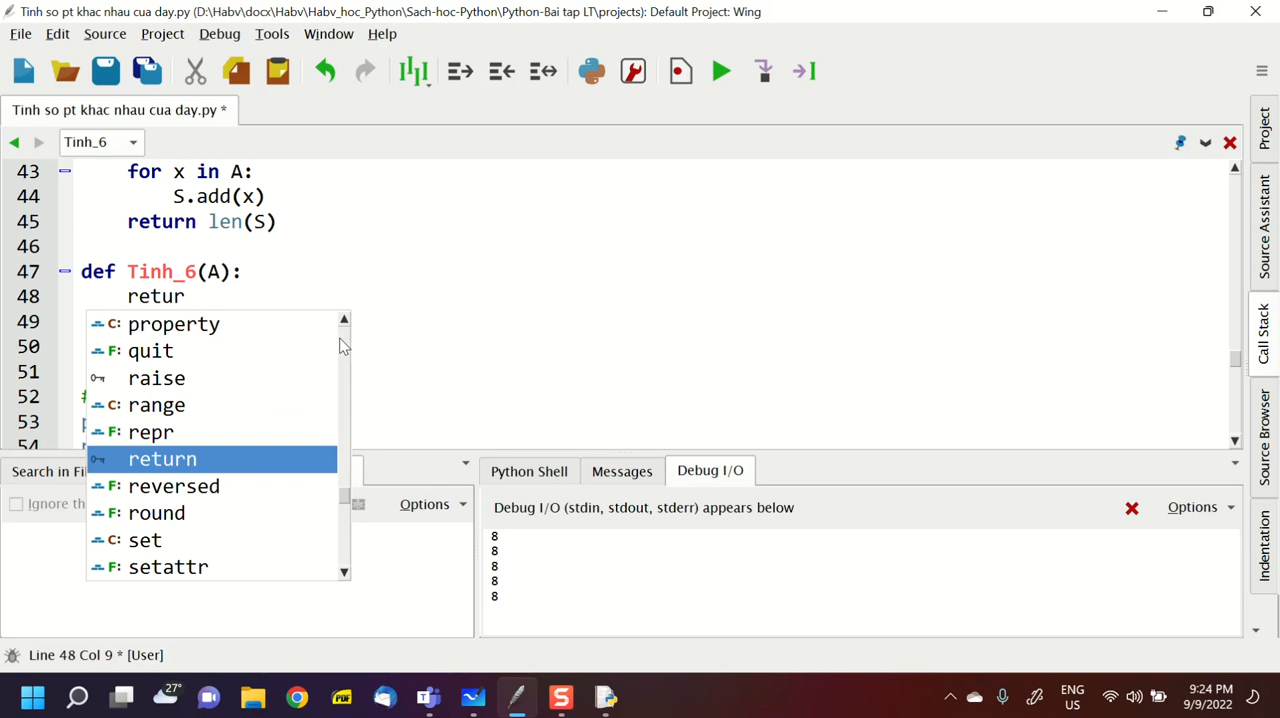 Tinh so pt khac nhau cua day.py (D:\Habv\docx\Habv\Habv_hoc_Python\Sach-hoc-Python\Python-Bai tap LT\projects): Default Project: Wing
File Edit Source Project Debug Tools Window Help
Tinh so pt khac nhau cua day.py *
Tinh_6
43 for x in A:
44 S.add(x)
45 return len(S)
46
47 def Tinh_6(A):
48 retur
49
50
51
52 #
53
54
C: property
F: quit
raise
C: range
F: repr
return
F: reversed
F: round
C: set
F: setattr
Project
Source Assistant
Call Stack
Source Browser
Indentation
Search in Fi
Ignore th
Options
Python Shell Messages Debug I/O
Debug I/O (stdin, stdout, stderr) appears below
Options
8
8
8
8
8
Line 48 Col 9 * [User]
27°
PDF
S
ENG
US
9:24 PM
9/9/2022